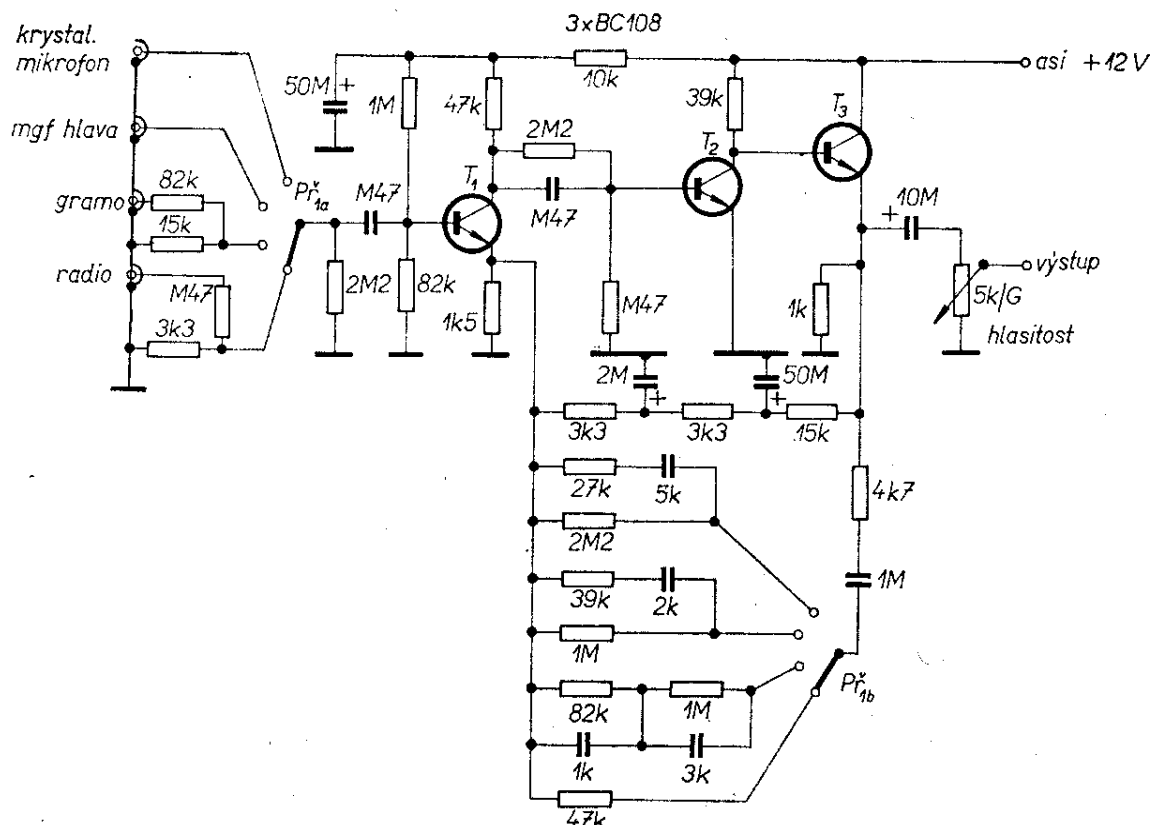 3xBC108
krystal.
mikrofon
mgf hlava
gramo
radio
82k
15k
M47
3k3
Př1a
2M2
M47
50M +
1M
82k
47k
T1
1k5
10k
2M2
M47
M47
39k
T2
T3
asi +12V
+ 10M
výstup
5k/G
hlasitost
1k
2M
+
50M
+
3k3
3k3
15k
27k
5k
2M2
39k
2k
1M
82k
1M
1k
3k
47k
4k7
1M
Př1b